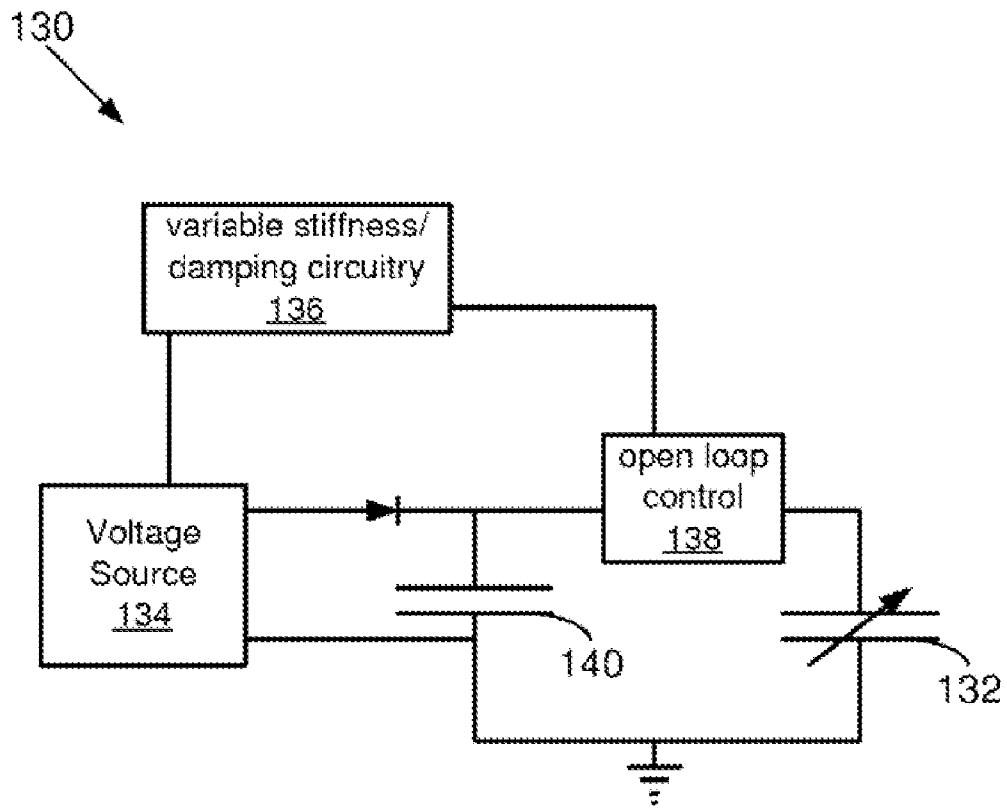 130
variable stiffness/
damping circuitry
136
open loop
control
138
Voltage
Source
134
140
132